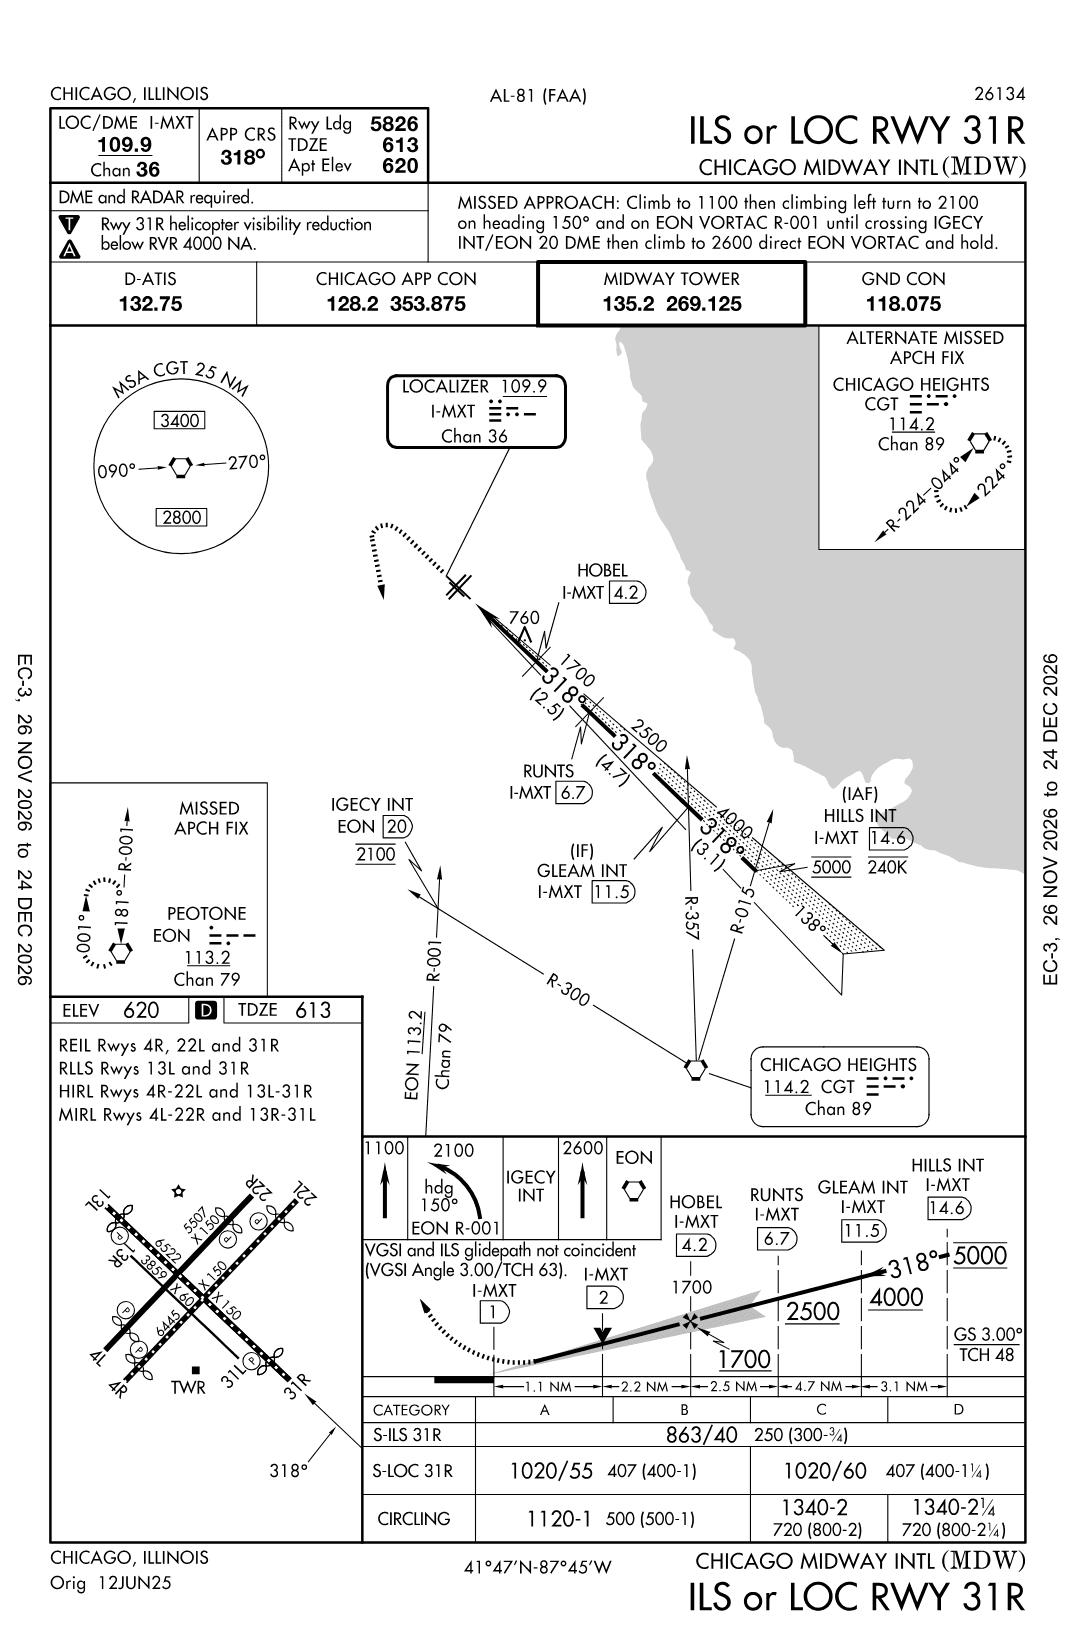 CHICAGO, ILLINOIS
AL-81 (FAA)
26134
LOC/DME I-MXT
109.9
Chan 36
APP CRS
318°
Rwy Ldg 5826
TDZE 613
Apt Elev 620
ILS or LOC RWY 31R
CHICAGO MIDWAY INTL (MDW)
DME and RADAR required.
T
A
Rwy 31R helicopter visibility reduction
below RVR 4000 NA.
MISSED APPROACH: Climb to 1100 then climbing left turn to 2100
on heading 150° and on EON VORTAC R-001 until crossing IGECY
INT/EON 20 DME then climb to 2600 direct EON VORTAC and hold.
D-ATIS
132.75
CHICAGO APP CON
128.2 353.875
MIDWAY TOWER
135.2 269.125
GND CON
118.075
MSA CGT 25 NM
3400
090°
270°
2800
LOCALIZER 109.9
I-MXT
Chan 36
ALTERNATE MISSED
APCH FIX
CHICAGO HEIGHTS
CGT
114.2
Chan 89
R-224
044°
224°
HOBEL
I-MXT 4.2
760
1700
318°
(2.5)
2500
318°
(4.7)
RUNTS
I-MXT 6.7
4000
318°
(3.1)
(IAF)
HILLS INT
I-MXT 14.6
5000 240K
(IF)
GLEAM INT
I-MXT 11.5
138°
R-357
R-015
IGECY INT
EON 20
2100
R-001
R-300
EON 113.2
Chan 79
CHICAGO HEIGHTS
114.2 CGT
Chan 89
MISSED
APCH FIX
R-001
181°
001°
PEOTONE
EON
113.2
Chan 79
EC-3, 26 NOV 2026 to 24 DEC 2026
EC-3, 26 NOV 2026 to 24 DEC 2026
ELEV 620
D
TDZE 613
REIL Rwys 4R, 22L and 31R
RLLS Rwys 13L and 31R
HIRL Rwys 4R-22L and 13L-31R
MIRL Rwys 4L-22R and 13R-31L
13L
22R
22L
13R
5507 X 150
6522 X 150
3859 X 60
6445 X 150
P
P
P
P
P
P
4L
4R
TWR
31L
31R
318°
1100
2100
hdg
150°
EON R-001
IGECY
INT
2600
EON
VGSI and ILS glidepath not coincident
(VGSI Angle 3.00/TCH 63).
I-MXT
1
I-MXT
2
HOBEL
I-MXT
4.2
1700
1700
RUNTS
I-MXT
6.7
2500
GLEAM INT
I-MXT
11.5
4000
HILLS INT
I-MXT
14.6
318°
5000
GS 3.00°
TCH 48
1.1 NM
2.2 NM
2.5 NM
4.7 NM
3.1 NM
CATEGORY A B C D
S-ILS 31R 863/40 250 (300-¾)
S-LOC 31R 1020/55 407 (400-1) 1020/60 407 (400-1¼)
CIRCLING 1120-1 500 (500-1) 1340-2 720 (800-2) 1340-2¼ 720 (800-2¼)
CHICAGO, ILLINOIS
Orig 12JUN25
41°47'N-87°45'W
CHICAGO MIDWAY INTL (MDW)
ILS or LOC RWY 31R